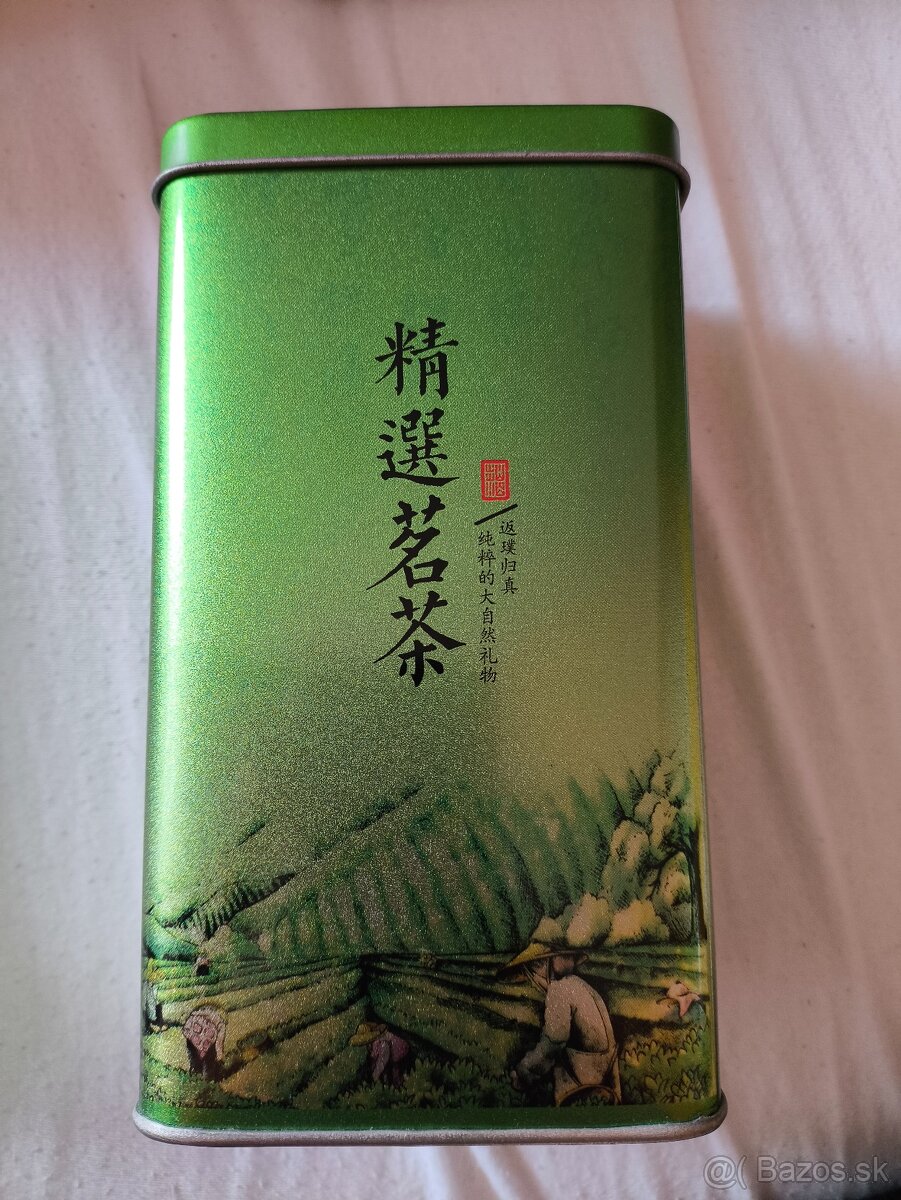 精選茗茶
返璞归真
纯粹的大自然礼物
@( Bazos.sk